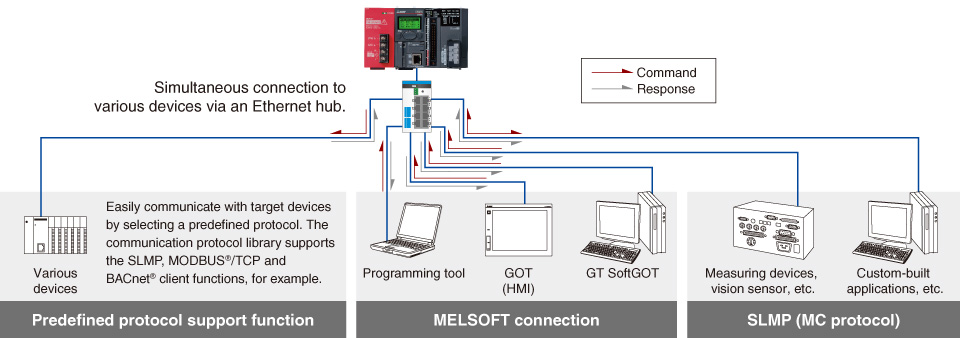 Simultaneous connection to
various devices via an Ethernet hub.
Command
Response
Easily communicate with target devices
by selecting a predefined protocol. The
communication protocol library supports
the SLMP, MODBUS®/TCP and
BACnet® client functions, for example.
Various
devices
Predefined protocol support function
Programming tool
GOT
(HMI)
GT SoftGOT
MELSOFT connection
Measuring devices,
vision sensor, etc.
Custom-built
applications, etc.
SLMP (MC protocol)